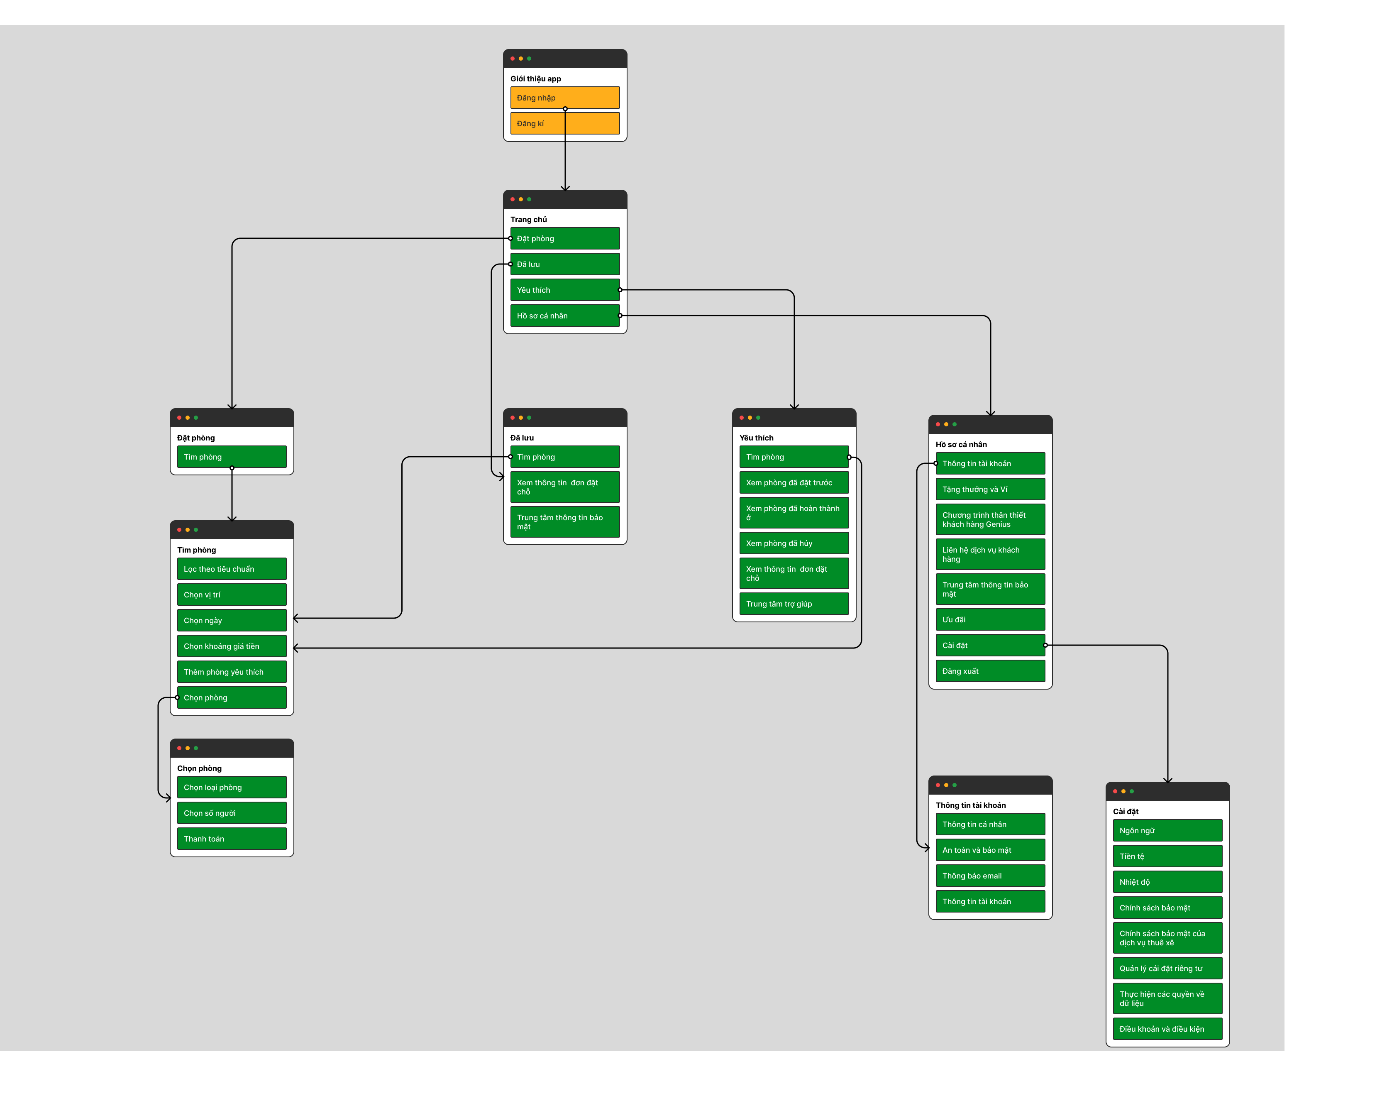 Giới thiệu app
Đăng nhập
Đăng kí
Trang chủ
Đặt phòng
Đã lưu
Yêu thích
Hồ sơ cá nhân
Đặt phòng
Tìm phòng
Tìm phòng
Lọc theo tiêu chuẩn
Chọn vị trí
Chọn ngày
Chọn khoảng giá tiền
Thêm phòng yêu thích
Chọn phòng
Chọn phòng
Chọn loại phòng
Chọn số người
Thanh toán
Đã lưu
Tìm phòng
Xem thông tin  đơn đặt
chỗ
Trung tâm thông tin bảo
mật
Yêu thích
Tìm phòng
Xem phòng đã đặt trước
Xem phòng đã hoàn thành
ở
Xem phòng đã hủy
Xem thông tin  đơn đặt
chỗ
Trung tâm trợ giúp
Hồ sơ cá nhân
Thông tin tài khoản
Tặng thưởng và Ví
Chương trình thân thiết
khách hàng Genius
Liên hệ dịch vụ khách
hàng
Trung tâm thông tin bảo
mật
Ưu đãi
Cài đặt
Đăng xuất
Thông tin tài khoản
Thông tin cá nhân
An toàn và bảo mật
Thông báo email
Thông tin tài khoản
Cài đặt
Ngôn ngữ
Tiền tệ
Nhiệt độ
Chính sách bảo mật
Chính sách bảo mật của
dịch vụ thuê xê
Quản lý cài đặt riêng tư
Thực hiện các quyền về
dữ liệu
Điều khoản và điều kiện